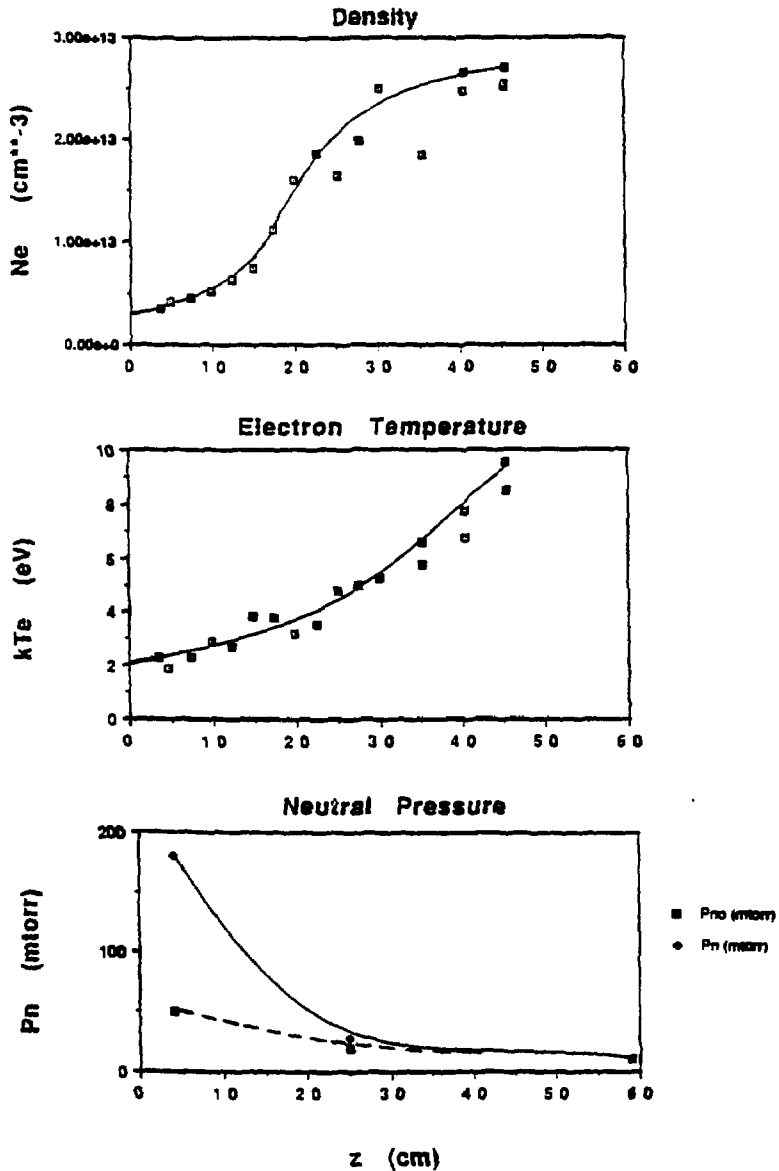 Density
3.00e+13
2.00e+13
1.00e+13
0.00e+0
Ne (cm**-3)
0 10 20 30 40 50 60
Electron Temperature
10
8
6
4
2
0
kTe (eV)
0 10 20 30 40 50 60
Neutral Pressure
200
100
0
Pn (mtorr)
Pno (mtorr)
Pn (mtorr)
0 10 20 30 40 50 60
z (cm)